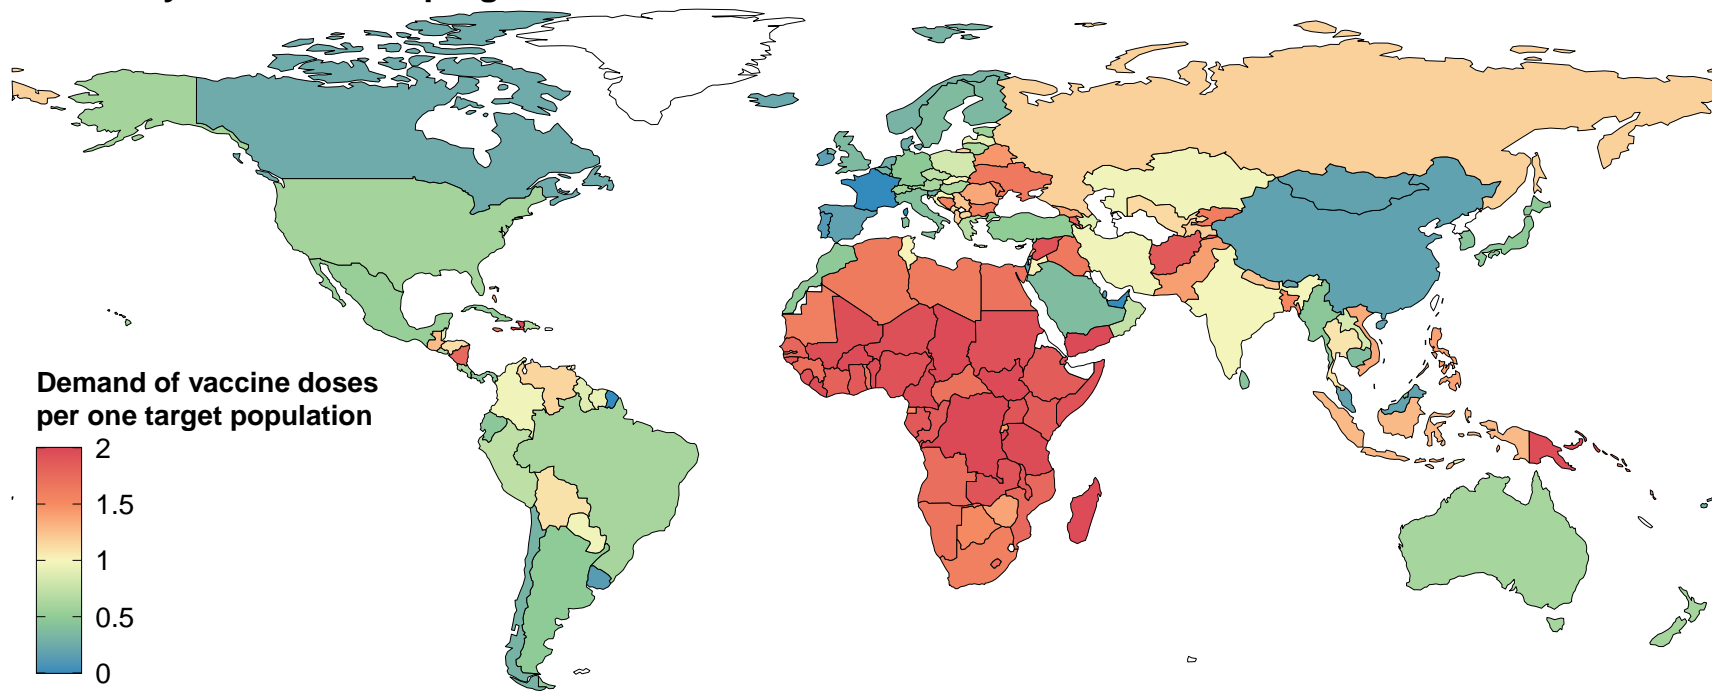 Demand of vaccine doses
per one target population
2
1.5
1
0.5
0